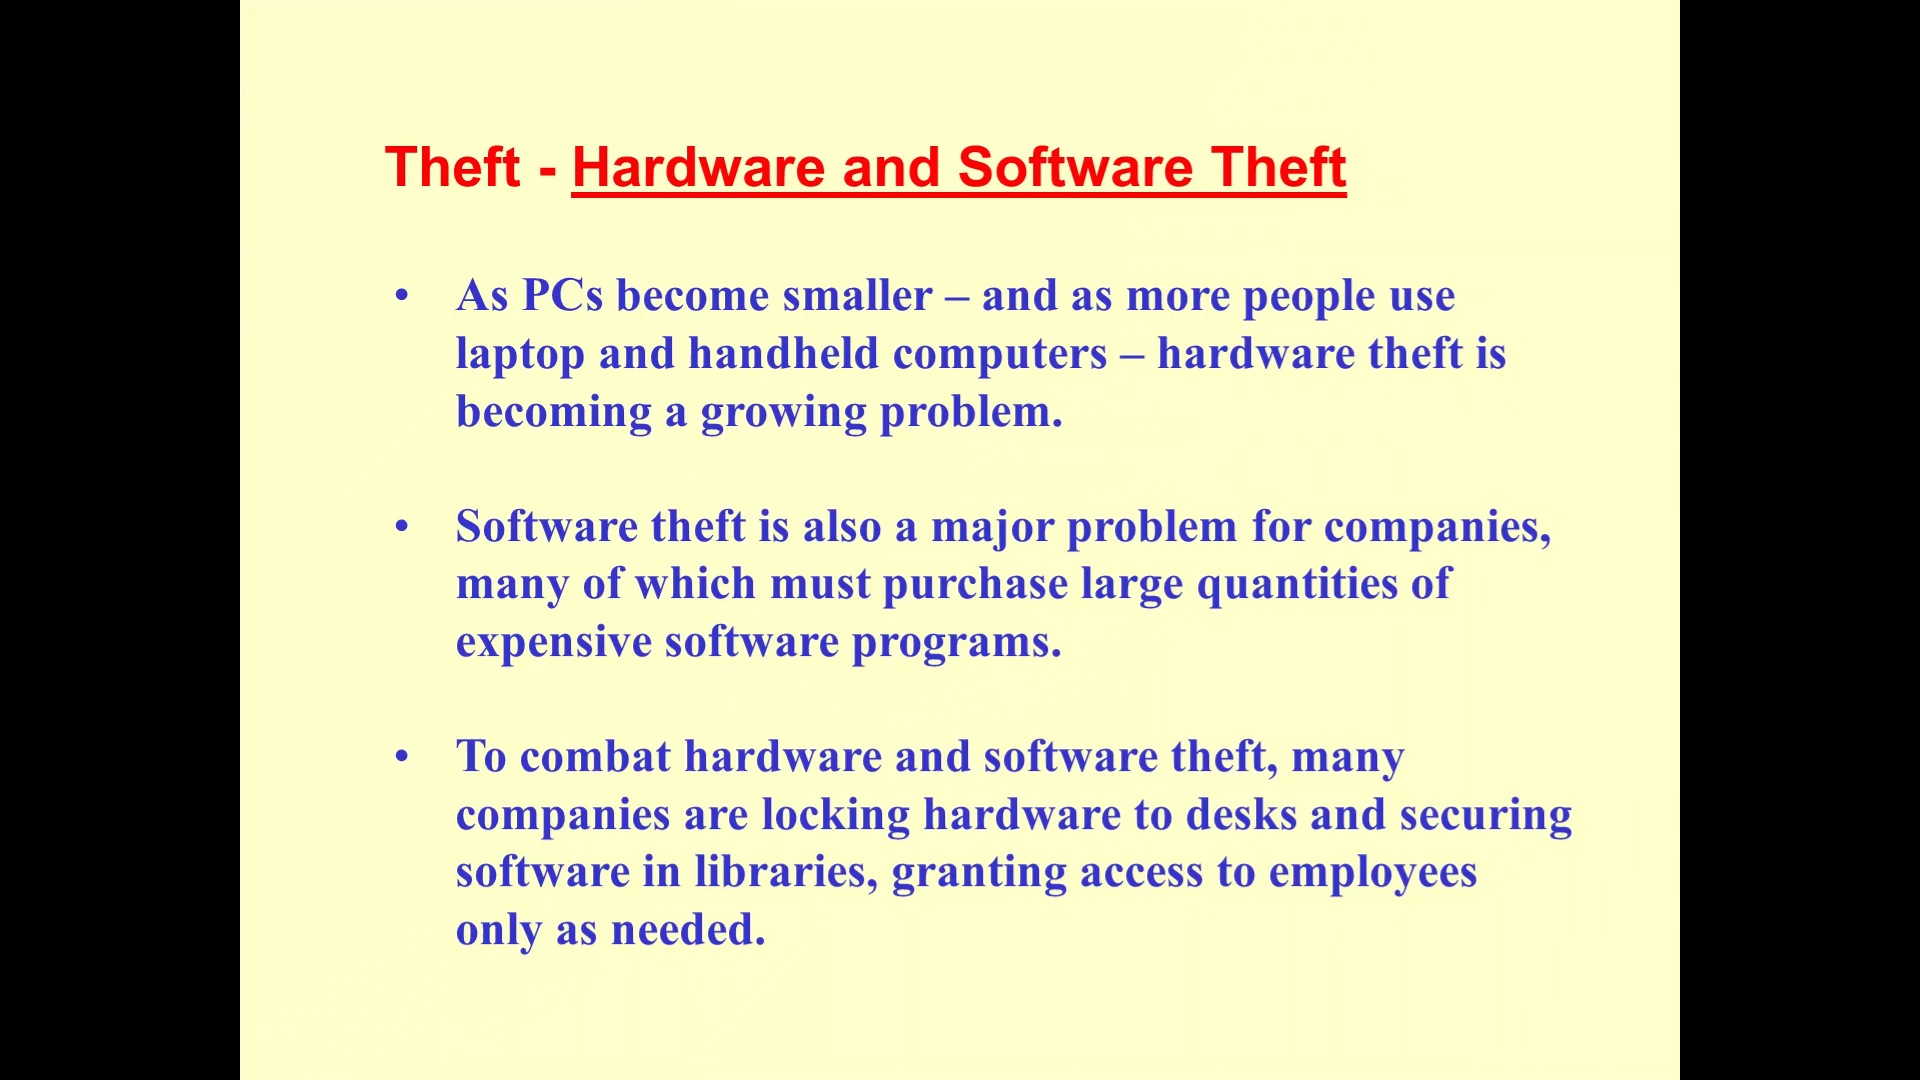 Theft - Hardware and Software Theft
• As PCs become smaller – and as more people use
laptop and handheld computers – hardware theft is
becoming a growing problem.
• Software theft is also a major problem for companies,
many of which must purchase large quantities of
expensive software programs.
• To combat hardware and software theft, many
companies are locking hardware to desks and securing
software in libraries, granting access to employees
only as needed.